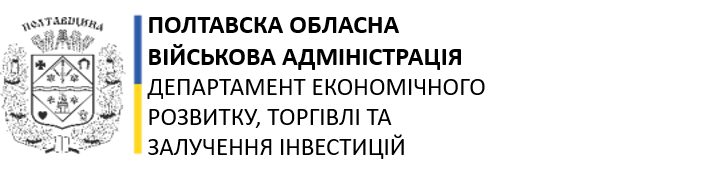 ПОЛТАВЩИНА
ПОЛТАВСКА ОБЛАСНА
ВІЙСЬКОВА АДМІНІСТРАЦІЯ
ДЕПАРТАМЕНТ ЕКОНОМІЧНОГО
РОЗВИТКУ, ТОРГІВЛІ ТА
ЗАЛУЧЕННЯ ІНВЕСТИЦІЙ